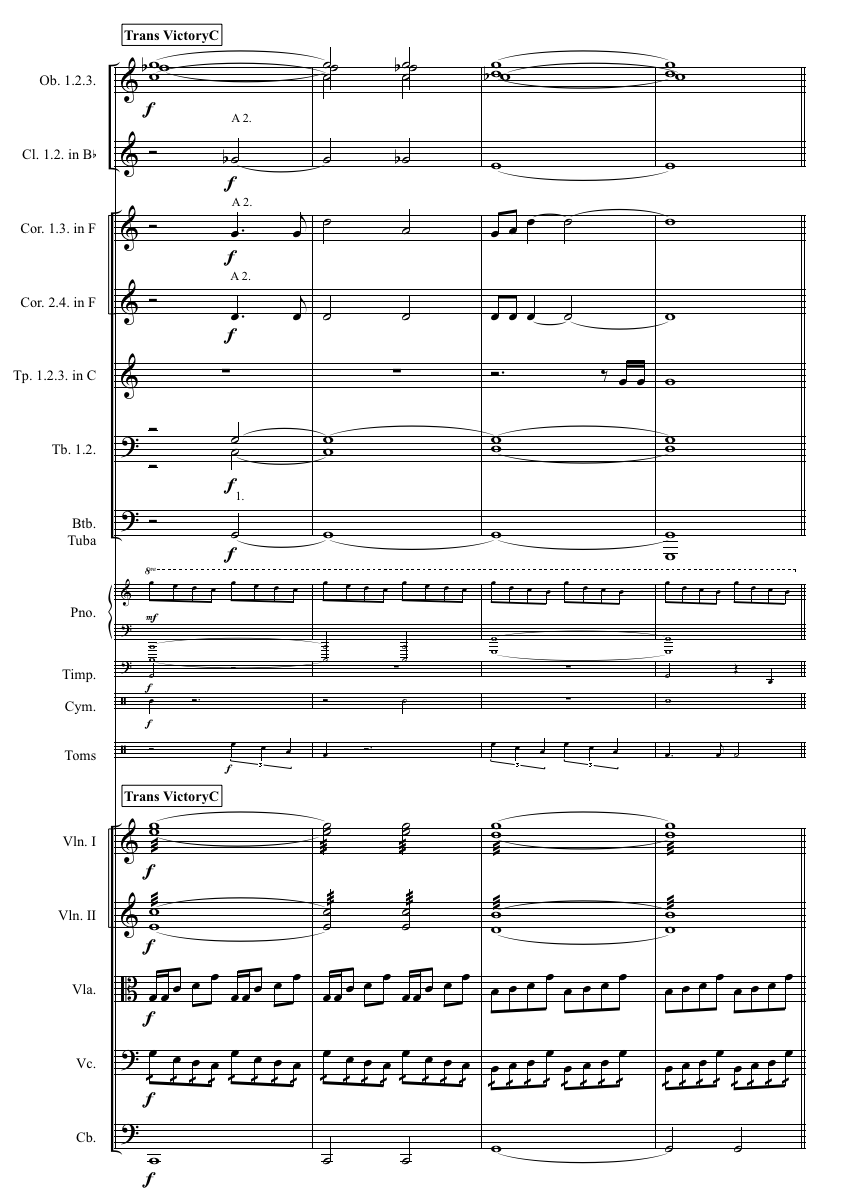 Trans VictoryC
Ob. 1.2.3.
f
A 2.
Cl. 1.2. in B♭
f
A 2.
Cor. 1.3. in F
f
A 2.
Cor. 2.4. in F
f
Tp. 1.2.3. in C
Tb. 1.2.
f
1.
Btb.
Tuba
f
8va
Pno.
mf
Timp.
f
Cym.
f
Toms
f
3
3
3
Trans VictoryC
Vln. I
f
Vln. II
f
Vla.
f
Vc.
f
Cb.
f